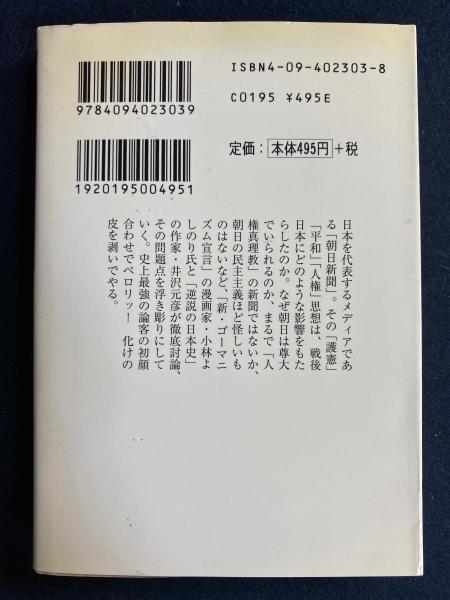 ISBN4-09-402303-8
9784094023039
C0195 ¥495E
定価：本体495円+税
1920195004951
日本を代表するメディアであ
る「朝日新聞」。その「護憲」
「平和」「人権」思想は、戦後
日本にどのような影響をもた
らしたのか。なぜ朝日は尊大
でいられるのか、まるで「人
権真理教」の新聞ではないか、
朝日の民主主義ほど怪しいも
のはないなど、「新・ゴーマニ
ズム宣言」の漫画家・小林よ
しのり氏と「逆説の日本史」
の作家・井沢元彦が徹底討論、
その問題点を浮き彫りにして
いく。史上最強の論客の初顔
合わせでベロリッ！　化けの
皮を剥いでやる。